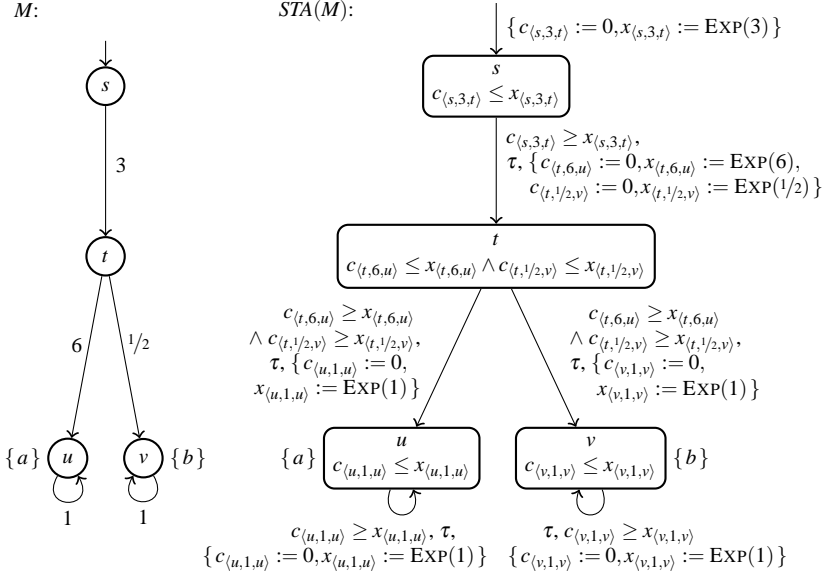 M:
STA(M):
{c⟨s,3,t⟩ := 0, x⟨s,3,t⟩ := EXP(3)}
s
s
c⟨s,3,t⟩ ≤ x⟨s,3,t⟩
3
c⟨s,3,t⟩ ≥ x⟨s,3,t⟩,
τ, {c⟨t,6,u⟩ := 0, x⟨t,6,u⟩ := EXP(6),
c⟨t,1/2,v⟩ := 0, x⟨t,1/2,v⟩ := EXP(1/2)}
t
t
c⟨t,6,u⟩ ≤ x⟨t,6,u⟩ ∧ c⟨t,1/2,v⟩ ≤ x⟨t,1/2,v⟩
6
1/2
c⟨t,6,u⟩ ≥ x⟨t,6,u⟩
∧ c⟨t,1/2,v⟩ ≥ x⟨t,1/2,v⟩,
τ, {c⟨u,1,u⟩ := 0,
x⟨u,1,u⟩ := EXP(1)}
c⟨t,6,u⟩ ≥ x⟨t,6,u⟩
∧ c⟨t,1/2,v⟩ ≥ x⟨t,1/2,v⟩,
τ, {c⟨v,1,v⟩ := 0,
x⟨v,1,v⟩ := EXP(1)}
{a}
u
v
{b}
{a}
u
c⟨u,1,u⟩ ≤ x⟨u,1,u⟩
v
c⟨v,1,v⟩ ≤ x⟨v,1,v⟩
{b}
1
1
c⟨u,1,u⟩ ≥ x⟨u,1,u⟩, τ,
{c⟨u,1,u⟩ := 0, x⟨u,1,u⟩ := EXP(1)}
τ, c⟨v,1,v⟩ ≥ x⟨v,1,v⟩
{c⟨v,1,v⟩ := 0, x⟨v,1,v⟩ := EXP(1)}